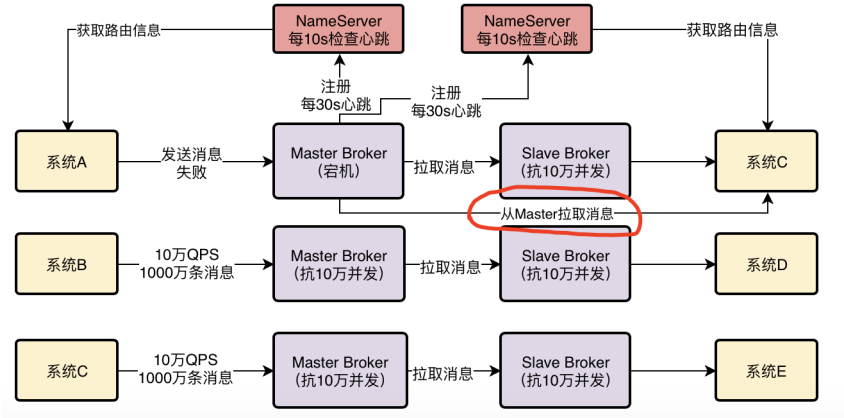 NameServer
每10s检查心跳
NameServer
每10s检查心跳
获取路由信息
获取路由信息
注册
每30s心跳
注册
每30s心跳
系统A
发送消息
失败
Master Broker
（宕机）
拉取消息
Slave Broker
（抗10万并发）
系统C
从Master拉取消息
系统B
10万QPS
1000万条消息
Master Broker
（抗10万并发）
拉取消息
Slave Broker
（抗10万并发）
系统D
系统C
10万QPS
1000万条消息
Master Broker
（抗10万并发）
拉取消息
Slave Broker
（抗10万并发）
系统E